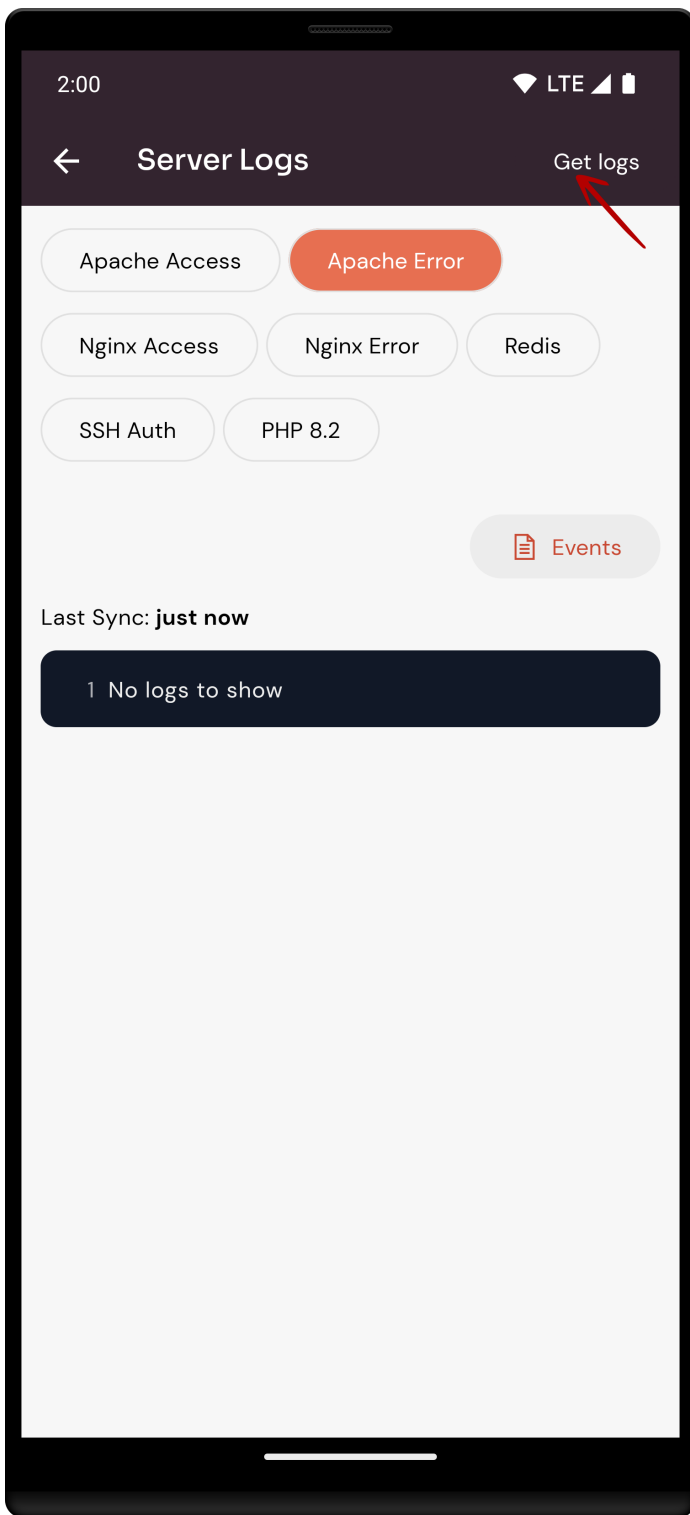 2:00 LTE
Server Logs Get logs
Apache Access Apache Error
Nginx Access Nginx Error Redis
SSH Auth PHP 8.2
Events
Last Sync: just now
1 No logs to show